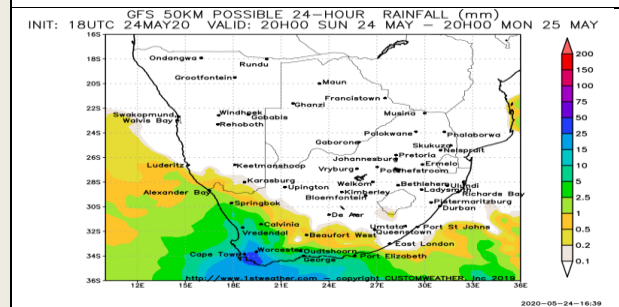 GFS 50KM POSSIBLE 24-HOUR RAINFALL (mm)
INIT: 18UTC 24MAY20 VALID: 20H00 SUN 24 MAY - 20H00 MON 25 MAY
16S
Ondangwa
Rundu
200
Grootfontein
20S
Maun
150
Ghanzi
Francistown
100
22S
Swakopmund
Windhoek
Gobabis
Musina
75
Walvis Bay
Rehoboth
50
24S
Polokwane
Phalaborwa
25
Gaborone
Skukuza
Nelspruit
15
26S
Johannesburg
Pretoria
Luderitz
Keetmanshoop
Vryburg
Potchefstroom
Ermelo
10
28S
Karasburg
Upington
Welkom
Bethlehem
Ulundi
5
Alexander Bay
Kimberley
Ladysmith
Richards Bay
2.5
Springbok
Bloemfontein
Pietermaritzburg
30S
Durban
1
De Aar
Calvinia
Umtata
Port St Johns
0.5
32S
Vredendal
Beaufort West
Queenstown
0.2
East London
0.1
34S
Cape Town
Worcester
Oudtshoorn
George
Port Elizabeth
http://www.1stweather.com - copyright CUSTOMWEATHER, Inc 2019
36S
12E
15E
18E
21E
24E
27E
30E
33E
36E
2020-05-24-16:39